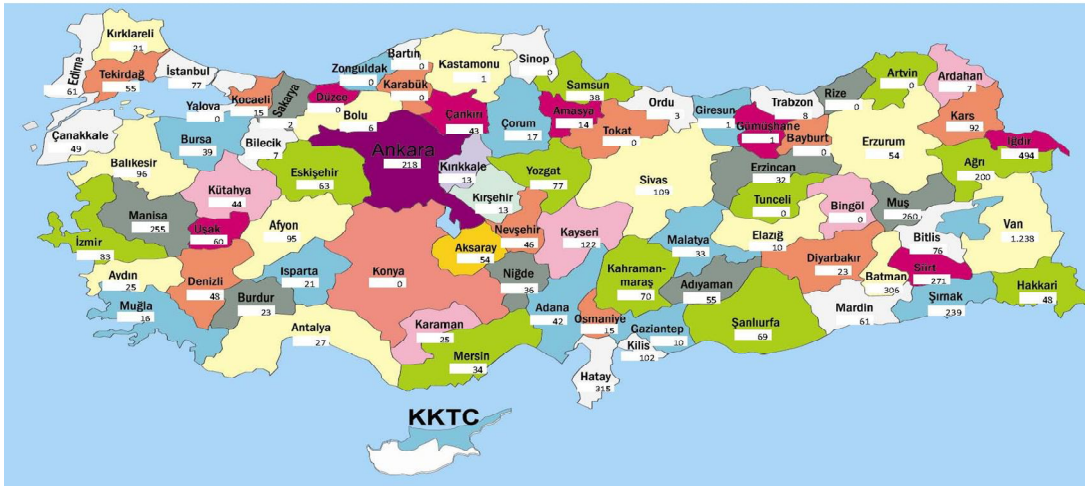 Kırklareli
21
Edirne
61
Tekirdağ
55
İstanbul
77
Yalova
0
Kocaeli
15
Sakarya
2
Düzce
0
Zonguldak
0
Bartın
0
Karabük
0
Kastamonu
1
Sinop
0
Samsun
38
Ordu
3
Giresun
1
Trabzon
8
Rize
0
Artvin
0
Ardahan
7
Çanakkale
49
Balıkesir
96
Bursa
39
Bilecik
7
Bolu
6
Çankırı
43
Çorum
17
Amasya
14
Tokat
0
Gümüşhane
1
Bayburt
0
Erzurum
54
Kars
92
Iğdır
494
Ağrı
200
Kütahya
44
Eskişehir
63
Ankara
218
Kırıkkale
13
Kırşehir
13
Yozgat
77
Sivas
109
Erzincan
32
Tunceli
0
Bingöl
0
Muş
260
Bitlis
76
Van
1.238
Manisa
255
Uşak
60
Afyon
95
İzmir
83
Aydın
25
Denizli
48
Muğla
16
Burdur
23
Isparta
21
Antalya
27
Konya
0
Aksaray
54
Nevşehir
46
Niğde
36
Kayseri
122
Karaman
25
Mersin
34
Adana
42
Osmaniye
15
Kahraman-
maraş
70
Malatya
33
Adıyaman
55
Elazığ
10
Diyarbakır
23
Batman
306
Siirt
271
Şırnak
239
Hakkari
48
Mardin
61
Şanlıurfa
69
Gaziantep
10
Kilis
102
Hatay
315
KKTC